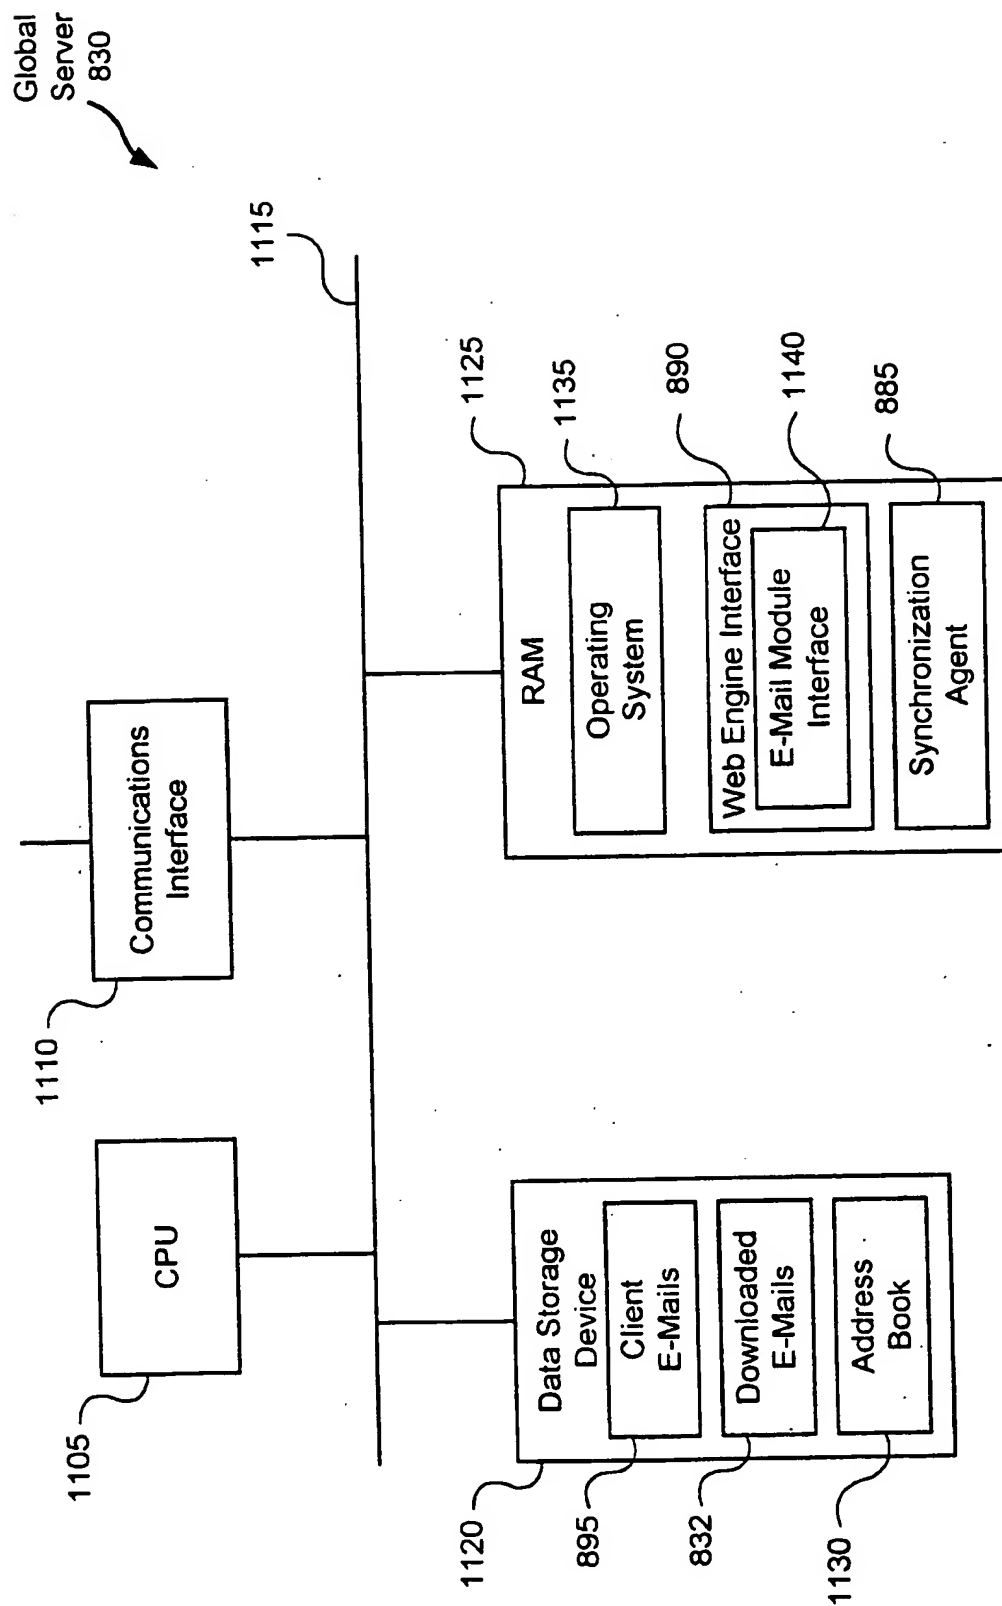 Global
Server
830
CPU
1105
Communications
Interface
1110
1115
Data Storage
Device
1120
Client
E-Mails
895
Downloaded
E-Mails
832
Address
Book
1130
RAM
1125
Operating
System
1135
Web Engine Interface
890
E-Mail Module
Interface
1140
Synchronization
Agent
885